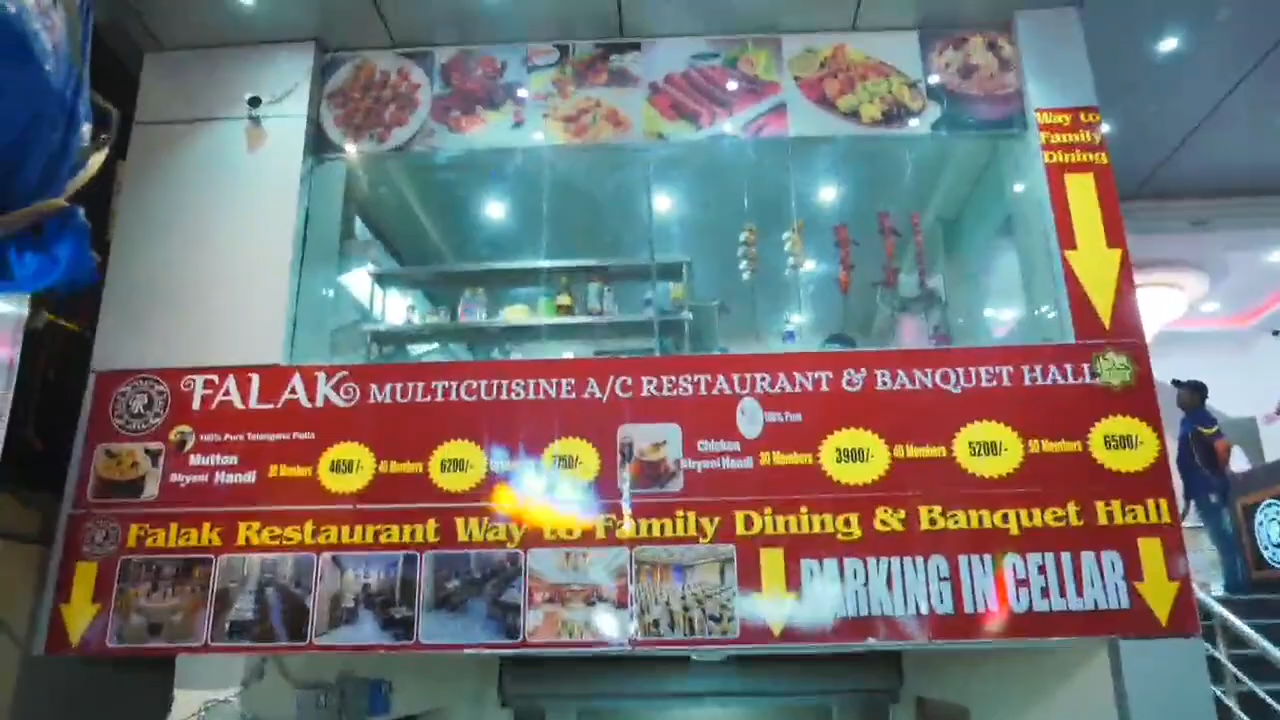 Way to
Family
Dining
FALAK MULTICUISINE A/C RESTAURANT & BANQUET HALL
100% Pure Telangana Potla
Mutton
Biryani Handi
30 Members 4650/- 40 Members 6200/- 7750/-
100% Pure
Chicken
Biryani Handi
30 Members 3900/- 40 Members 5200/- 50 Members 6500/-
Falak Restaurant Way to Family Dining & Banquet Hall
PARKING IN CELLAR